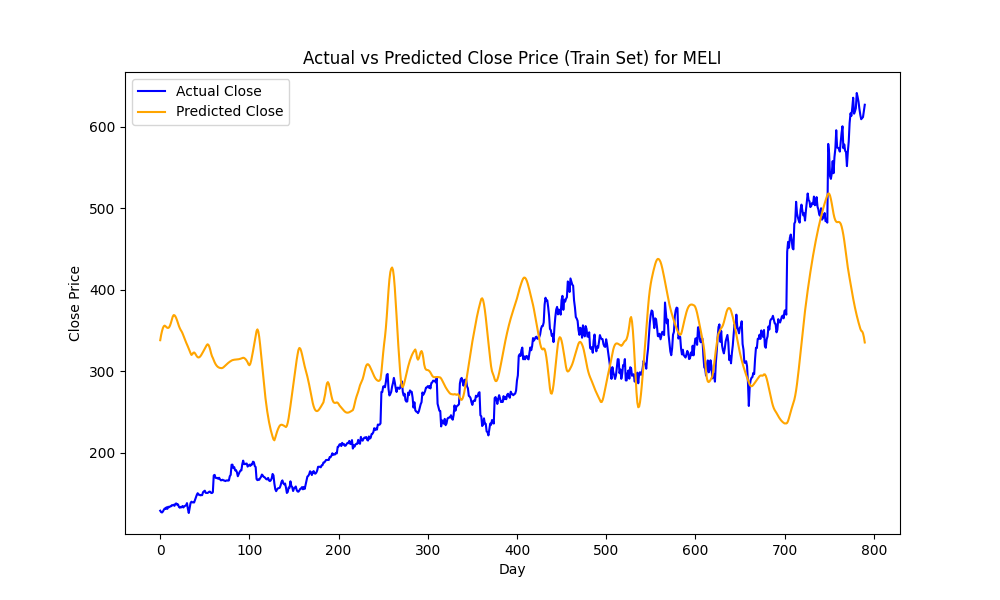 Actual vs Predicted Close Price (Train Set) for MELI
Actual Close
Predicted Close
600
500
400
300
200
Close Price
0 100 200 300 400 500 600 700 800
Day